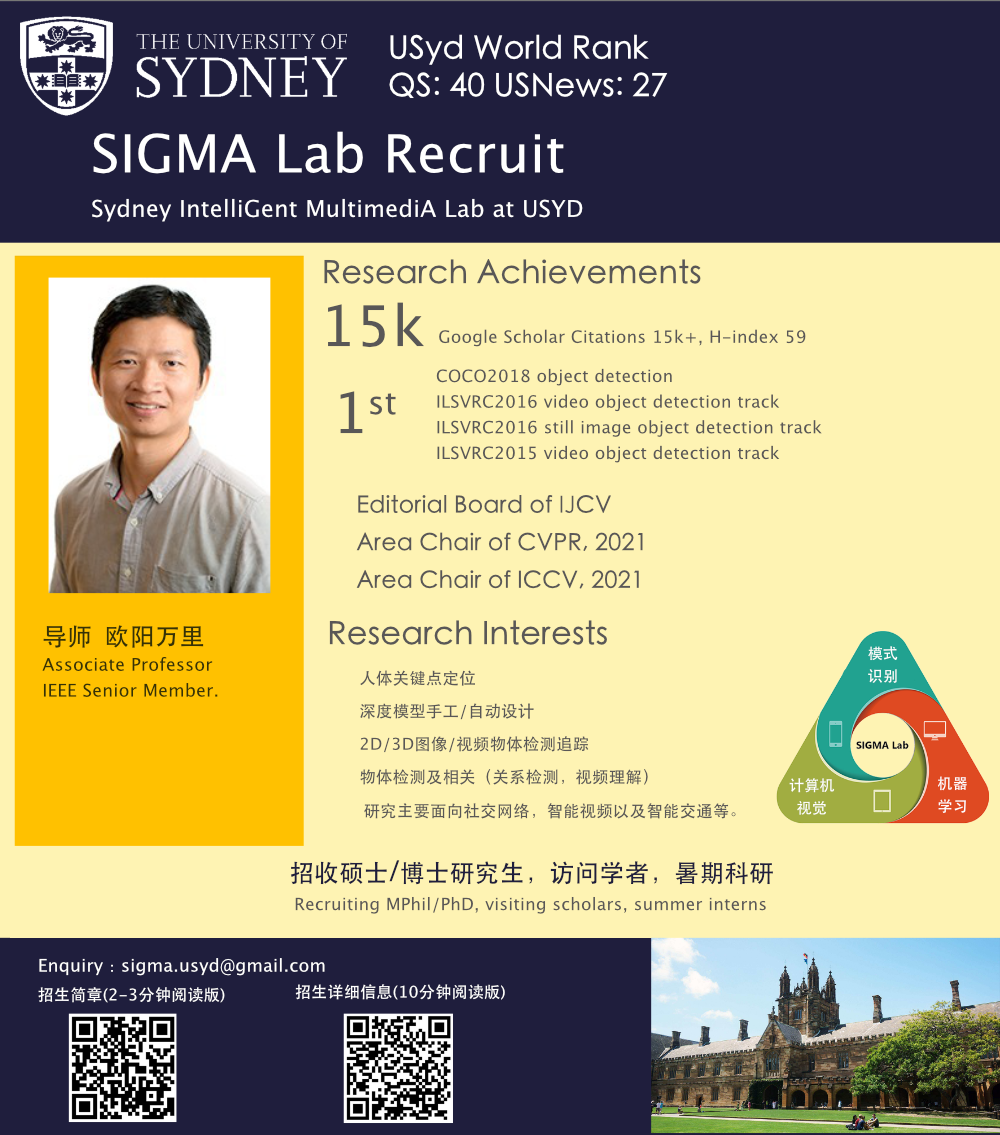 THE UNIVERSITY OF
SYDNEY
USyd World Rank
QS: 40 USNews: 27
SIGMA Lab Recruit
Sydney IntelliGent MultimediA Lab at USYD
Research Achievements
15k Google Scholar Citations 15k+, H-index 59
1st
COCO2018 object detection
ILSVRC2016 video object detection track
ILSVRC2016 still image object detection track
ILSVRC2015 video object detection track
Editorial Board of IJCV
Area Chair of CVPR, 2021
Area Chair of ICCV, 2021
导师 欧阳万里
Associate Professor
IEEE Senior Member.
Research Interests
人体关键点定位
深度模型手工/自动设计
2D/3D图像/视频物体检测追踪
物体检测及相关（关系检测，视频理解）
研究主要面向社交网络，智能视频以及智能交通等。
模式
识别
SIGMA Lab
计算机
视觉
机器
学习
招收硕士/博士研究生，访问学者，暑期科研
Recruiting MPhil/PhD, visiting scholars, summer interns
Enquiry : sigma.usyd@gmail.com
招生简章(2-3分钟阅读版)
招生详细信息(10分钟阅读版)